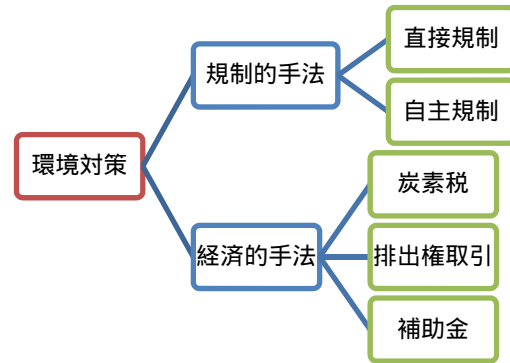 環境対策
規制的手法
直接規制
自主規制
経済的手法
炭素税
排出権取引
補助金